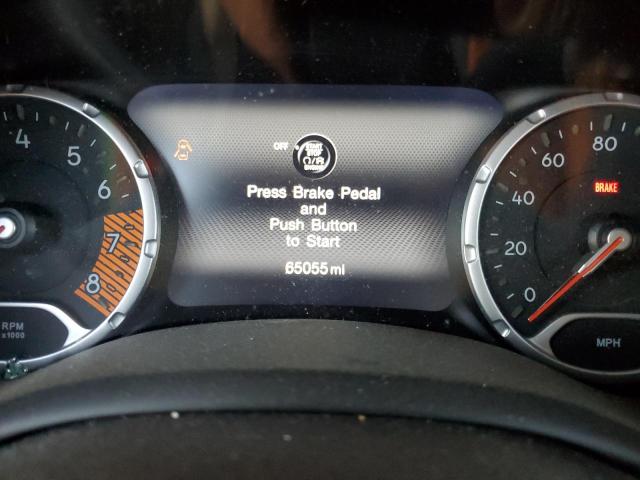 4
5
6
7
8
RPM
x1000
OFF
START
STOP
Press Brake Pedal
and
Push Button
to Start
65055 mi
80
60
40
20
0
BRAKE
MPH